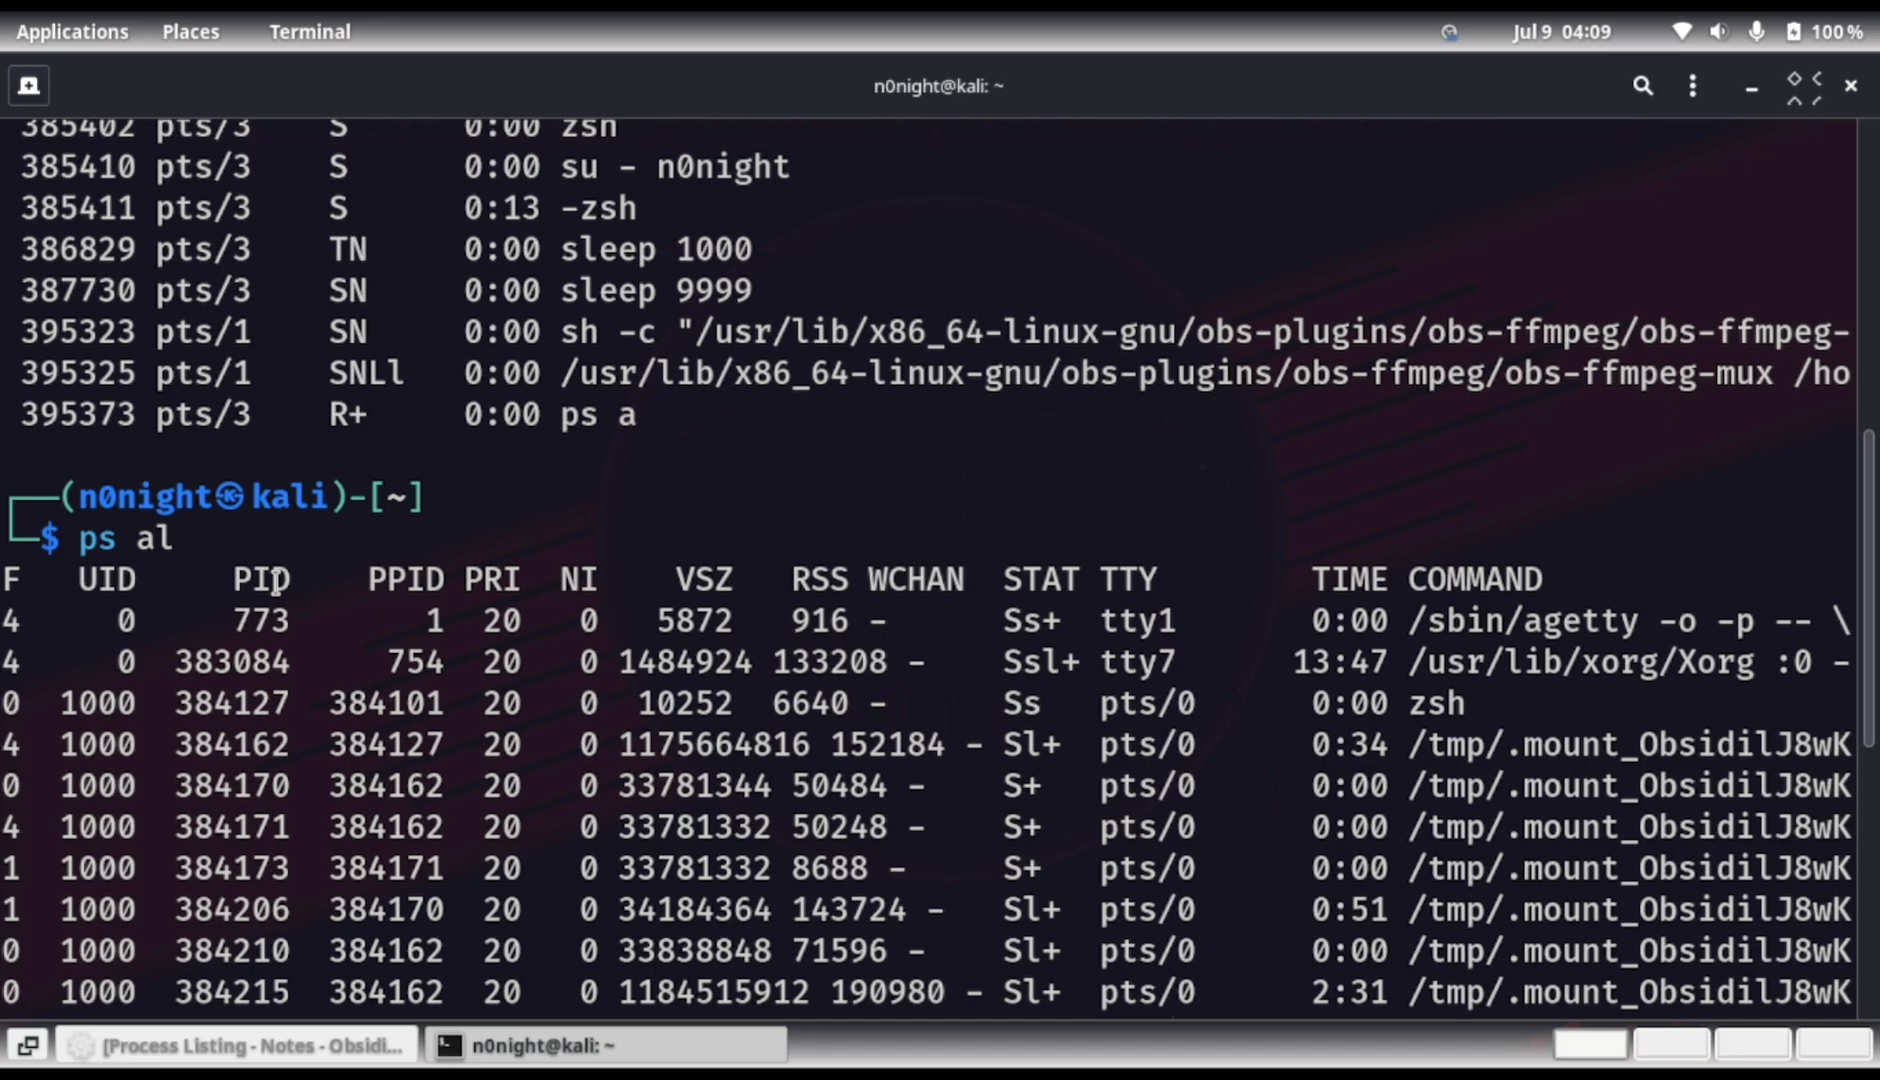 Applications Places Terminal Jul 9 04:09 100 %
n0night@kali: ~
385402 pts/3 S 0:00 zsh
385410 pts/3 S 0:00 su - n0night
385411 pts/3 S 0:13 -zsh
386829 pts/3 TN 0:00 sleep 1000
387730 pts/3 SN 0:00 sleep 9999
395323 pts/1 SN 0:00 sh -c "/usr/lib/x86_64-linux-gnu/obs-plugins/obs-ffmpeg/obs-ffmpeg-
395325 pts/1 SNLl 0:00 /usr/lib/x86_64-linux-gnu/obs-plugins/obs-ffmpeg/obs-ffmpeg-mux /ho
395373 pts/3 R+ 0:00 ps a
┌──(n0night㉿kali)-[~]
└─$ ps al
F UID PID PPID PRI NI VSZ RSS WCHAN STAT TTY TIME COMMAND
4 0 773 1 20 0 5872 916 - Ss+ tty1 0:00 /sbin/agetty -o -p -- \
4 0 383084 754 20 0 1484924 133208 - Ssl+ tty7 13:47 /usr/lib/xorg/Xorg :0 -
0 1000 384127 384101 20 0 10252 6640 - Ss pts/0 0:00 zsh
4 1000 384162 384127 20 0 1175664816 152184 - Sl+ pts/0 0:34 /tmp/.mount_ObsidilJ8wK
0 1000 384170 384162 20 0 33781344 50484 - S+ pts/0 0:00 /tmp/.mount_ObsidilJ8wK
4 1000 384171 384162 20 0 33781332 50248 - S+ pts/0 0:00 /tmp/.mount_ObsidilJ8wK
1 1000 384173 384171 20 0 33781332 8688 - S+ pts/0 0:00 /tmp/.mount_ObsidilJ8wK
1 1000 384206 384170 20 0 34184364 143724 - Sl+ pts/0 0:51 /tmp/.mount_ObsidilJ8wK
0 1000 384210 384162 20 0 33838848 71596 - Sl+ pts/0 0:00 /tmp/.mount_ObsidilJ8wK
0 1000 384215 384162 20 0 1184515912 190980 - Sl+ pts/0 2:31 /tmp/.mount_ObsidilJ8wK
[Process Listing - Notes - Obsidi... n0night@kali: ~